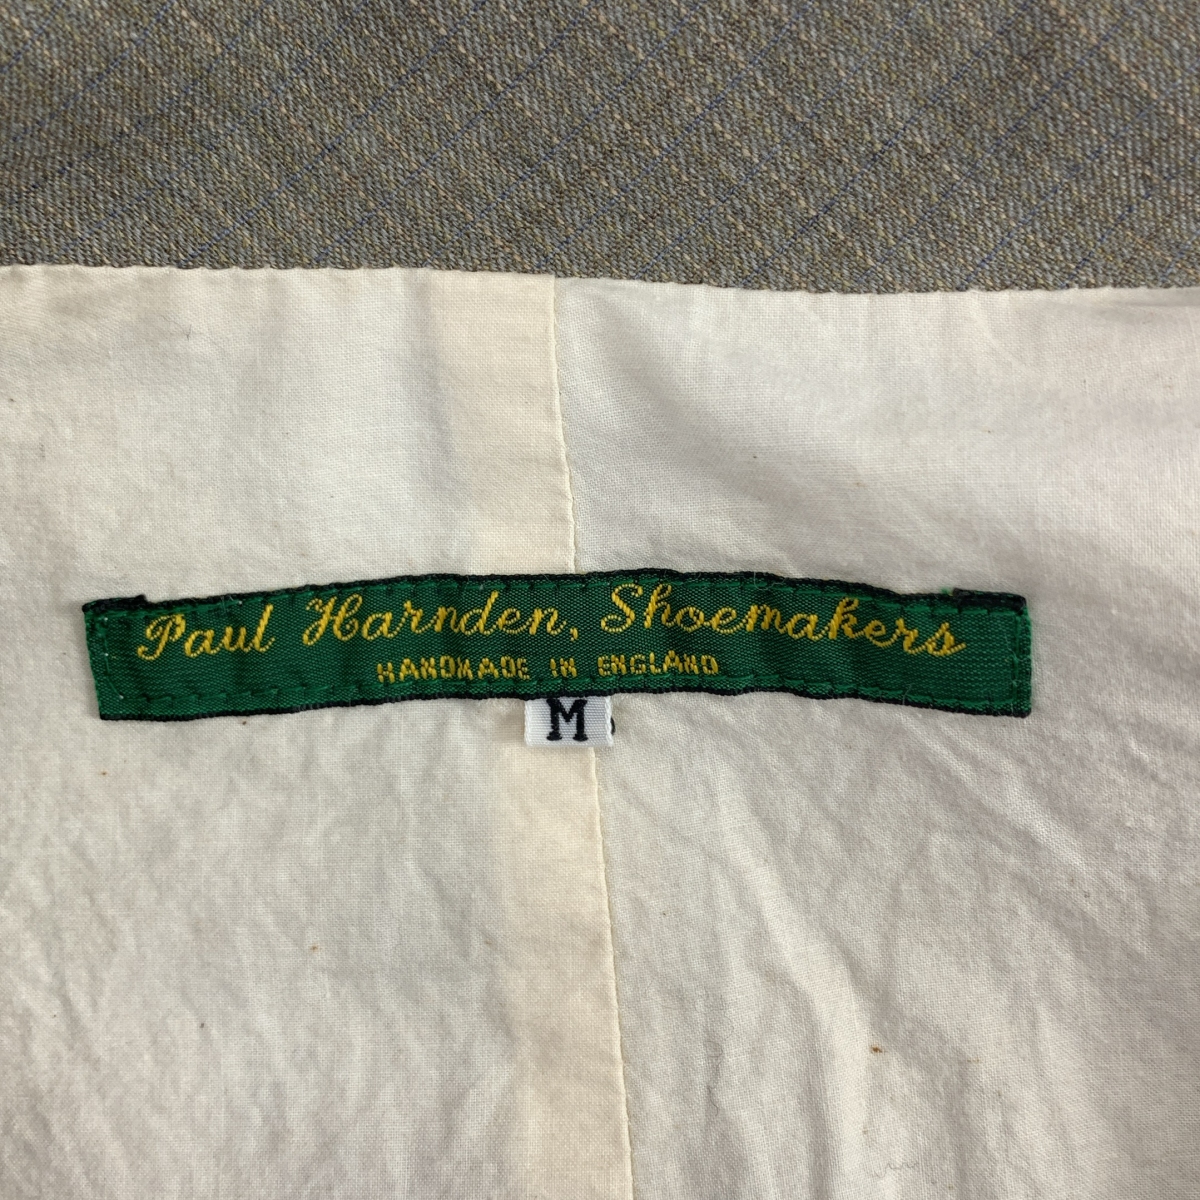 Paul Harnden, Shoemakers
HANDMADE IN ENGLAND
M